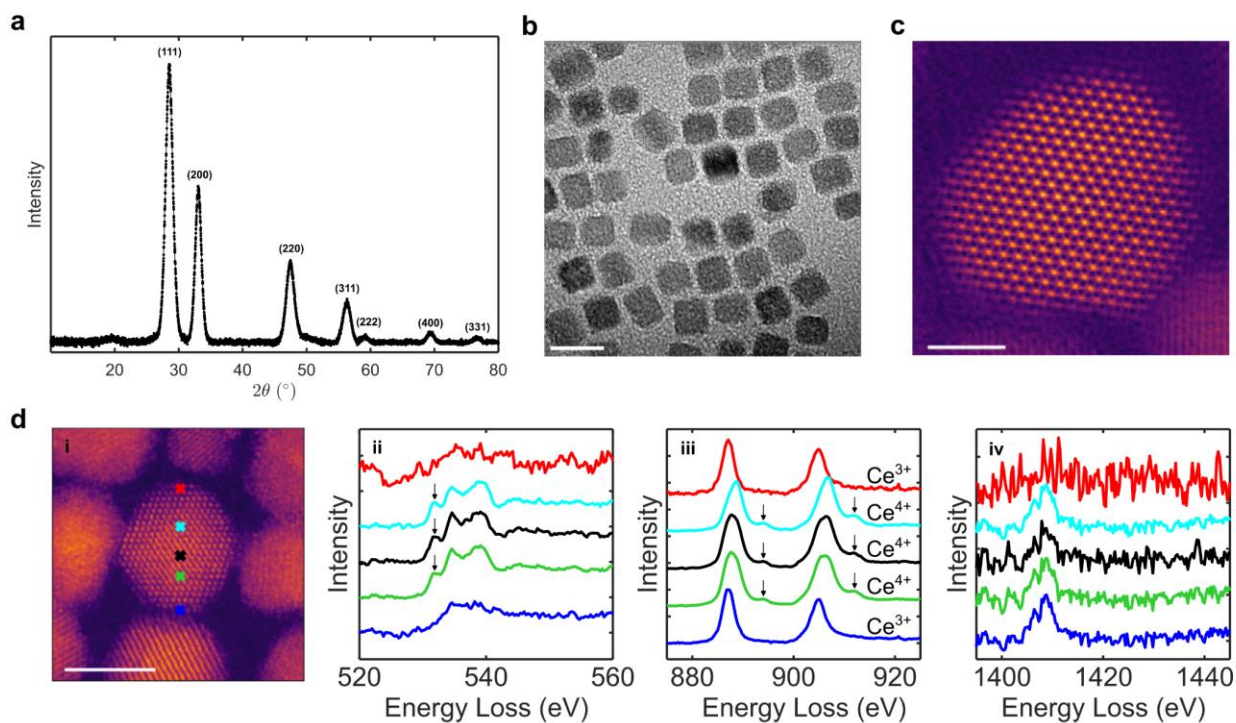 a
(111)
(200)
(220)
(311)
(222)
(400)
(331)
Intensity
10 20 30 40 50 60 70 80
2θ (°)
b
c
d
i
ii
Intensity
520 540 560
Energy Loss (eV)
iii
Ce³⁺
Ce⁴⁺
Ce⁴⁺
Ce⁴⁺
Ce³⁺
Intensity
880 900 920
Energy Loss (eV)
iv
Intensity
1400 1420 1440
Energy Loss (eV)